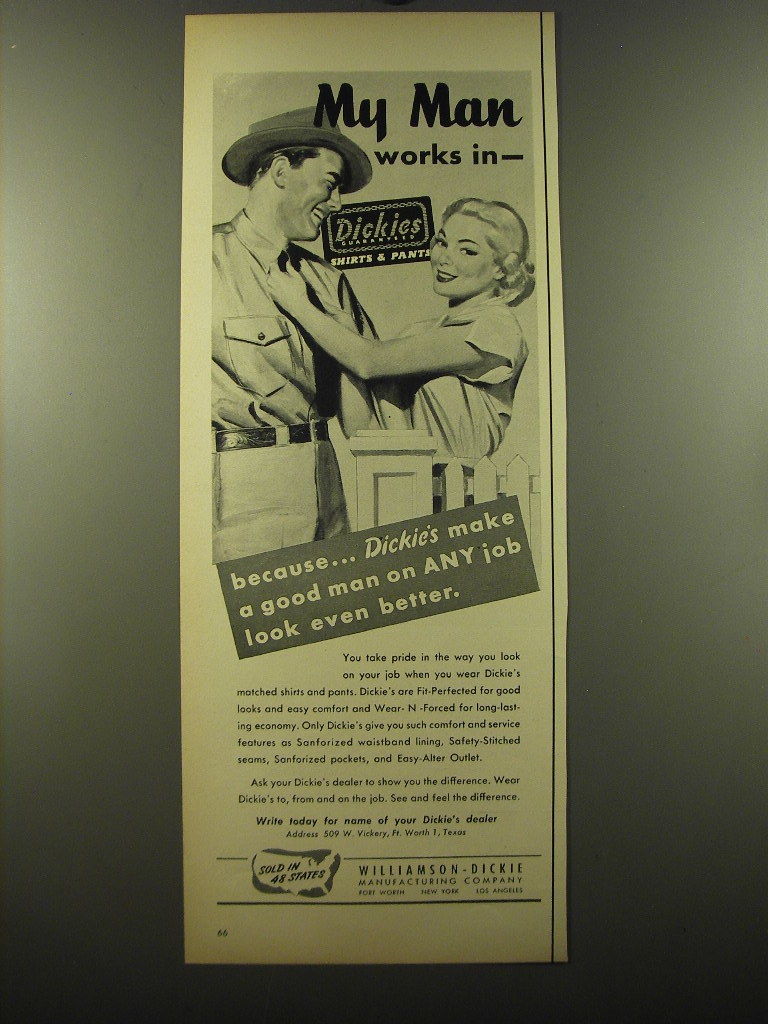 My Man
works in—
Dickies
GUARANTEED
SHIRTS & PANTS
because... Dickie's make
a good man on ANY job
look even better.
You take pride in the way you look
on your job when you wear Dickie's
matched shirts and pants. Dickie's are Fit-Perfected for good
looks and easy comfort and Wear- N -Forced for long-last-
ing economy. Only Dickie's give you such comfort and service
features as Sanforized waistband lining, Safety-Stitched
seams, Sanforized pockets, and Easy-Alter Outlet.
Ask your Dickie's dealer to show you the difference. Wear
Dickie's to, from and on the job. See and feel the difference.
Write today for name of your Dickie's dealer
Address 509 W. Vickery, Ft. Worth 1, Texas
SOLD IN
48 STATES
WILLIAMSON-DICKIE
MANUFACTURING COMPANY
FORT WORTH NEW YORK LOS ANGELES
66